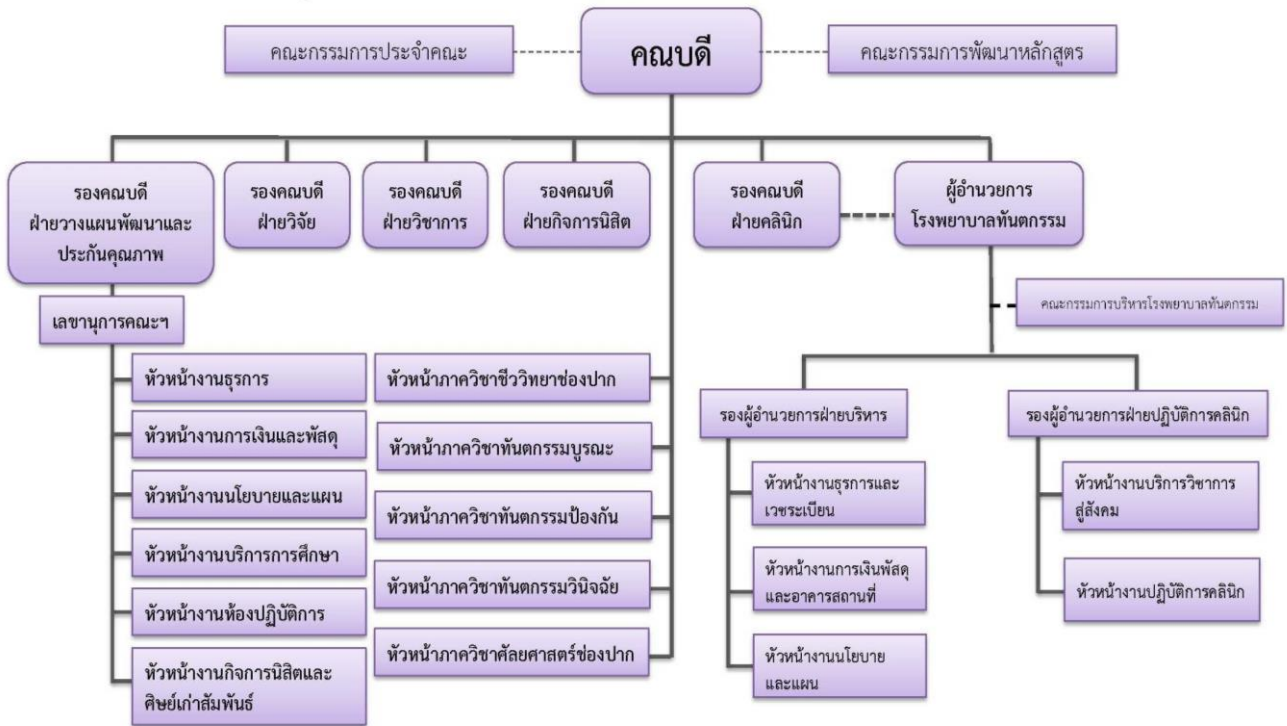 คณะกรรมการประจำคณะ
คณบดี
คณะกรรมการพัฒนาหลักสูตร
รองคณบดี
ฝ่ายวางแผนพัฒนาและ
ประกันคุณภาพ
รองคณบดี
ฝ่ายวิจัย
รองคณบดี
ฝ่ายวิชาการ
รองคณบดี
ฝ่ายกิจการนิสิต
รองคณบดี
ฝ่ายคลินิก
ผู้อำนวยการ
โรงพยาบาลทันตกรรม
เลขานุการคณะฯ
คณะกรรมการบริหารโรงพยาบาลทันตกรรม
หัวหน้างานธุรการ
หัวหน้างานการเงินและพัสดุ
หัวหน้างานนโยบายและแผน
หัวหน้างานบริการการศึกษา
หัวหน้างานห้องปฏิบัติการ
หัวหน้างานกิจการนิสิตและ
ศิษย์เก่าสัมพันธ์
หัวหน้าภาควิชาชีววิทยาช่องปาก
หัวหน้าภาควิชาทันตกรรมบูรณะ
หัวหน้าภาควิชาทันตกรรมป้องกัน
หัวหน้าภาควิชาทันตกรรมวินิจฉัย
หัวหน้าภาควิชาศัลยศาสตร์ช่องปาก
รองผู้อำนวยการฝ่ายบริหาร
หัวหน้างานธุรการและ
เวชระเบียน
หัวหน้างานการเงินพัสดุ
และอาคารสถานที่
หัวหน้างานนโยบาย
และแผน
รองผู้อำนวยการฝ่ายปฏิบัติการคลินิก
หัวหน้างานบริการวิชาการ
สู่สังคม
หัวหน้างานปฏิบัติการคลินิก